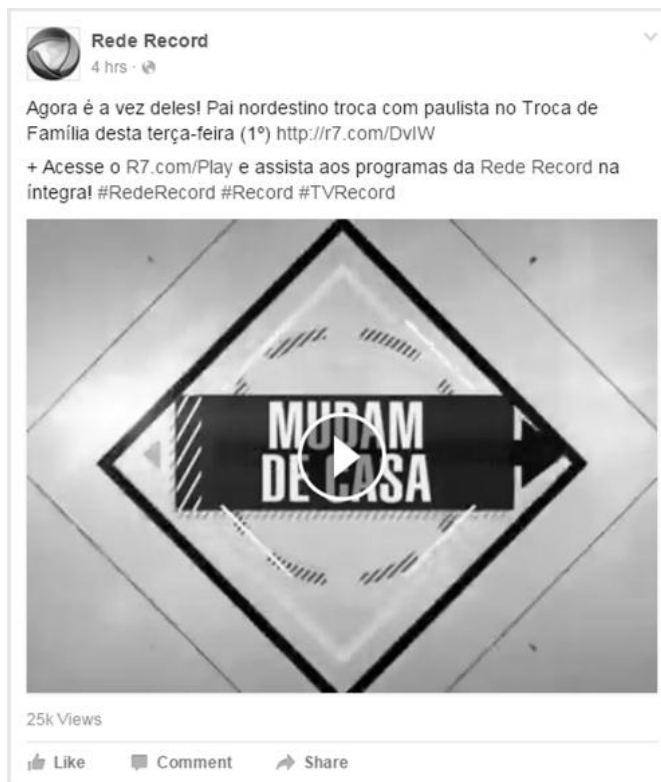 Rede Record
4 hrs ·
Agora é a vez deles! Pai nordestino troca com paulista no Troca de
Família desta terça-feira (1º) http://r7.com/DvIW
+ Acesse o R7.com/Play e assista aos programas da Rede Record na
íntegra! #RedeRecord #Record #TVRecord
MUDAM
DE CASA
25k Views
Like Comment Share